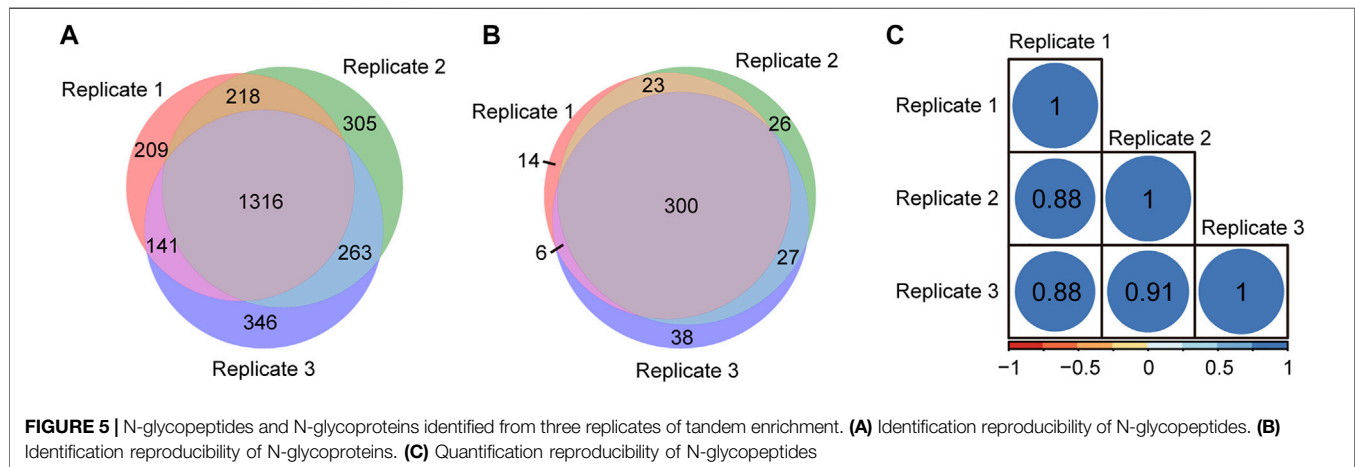 A
Replicate 1
Replicate 2
218
305
209
1316
141
263
346
Replicate 3
B
Replicate 1
Replicate 2
23
26
14
300
6
27
38
Replicate 3
C
Replicate 1
Replicate 1
1
Replicate 2
Replicate 2
0.88
1
Replicate 3
Replicate 3
0.88
0.91
1
−1
−0.5
0
0.5
1
FIGURE 5 | N-glycopeptides and N-glycoproteins identified from three replicates of tandem enrichment. (A) Identification reproducibility of N-glycopeptides. (B)
Identification reproducibility of N-glycoproteins. (C) Quantification reproducibility of N-glycopeptides